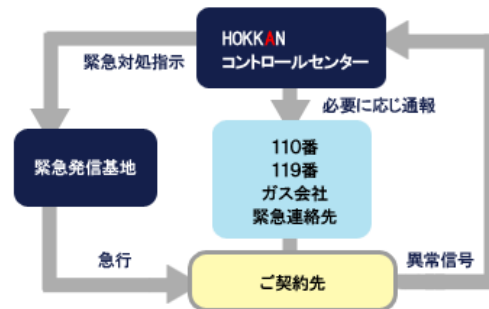 HOKKAN
コントロールセンター
緊急対処指示
必要に応じ通報
緊急発信基地
110番
119番
ガス会社
緊急連絡先
急行
ご契約先
異常信号